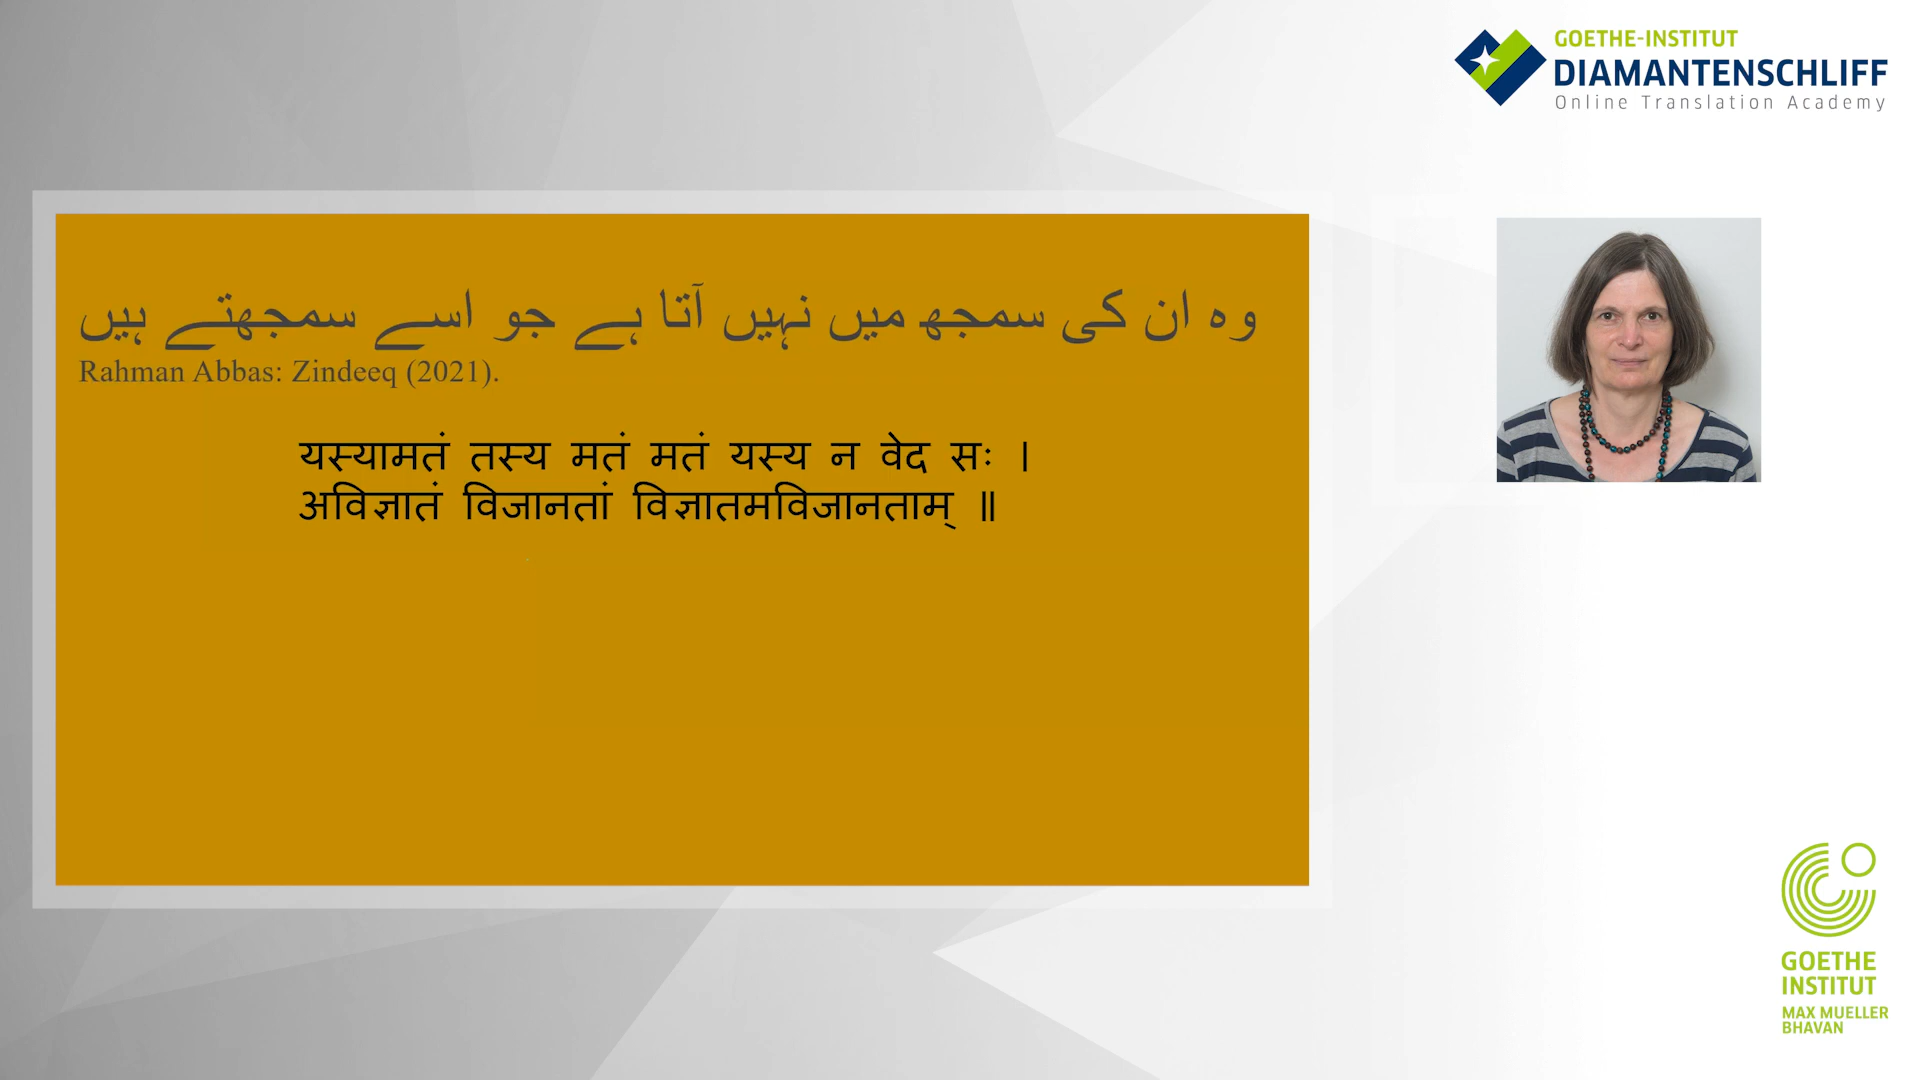 GOETHE-INSTITUT
DIAMANTENSCHLIFF
Online Translation Academy
وہ ان کی سمجھ میں نہیں آتا ہے جو اسے سمجھتے ہیں
Rahman Abbas: Zindeeq (2021).
यस्यामतं तस्य मतं मतं यस्य न वेद सः ।
अविज्ञातं विजानतां विज्ञातमविजानताम् ॥
GOETHE
INSTITUT
MAX MUELLER
BHAVAN